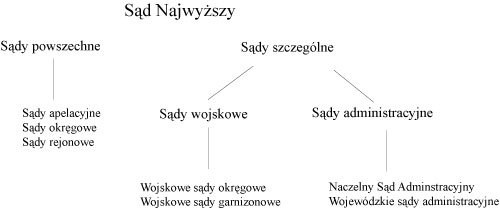 Sąd Najwyższy
Sądy powszechne
Sądy szczególne
Sądy apelacyjne
Sądy okręgowe
Sądy rejonowe
Sądy wojskowe
Sądy administracyjne
Wojskowe sądy okręgowe
Wojskowe sądy garnizonowe
Naczelny Sąd Adminstracyjny
Wojewódzkie sądy administracyjne